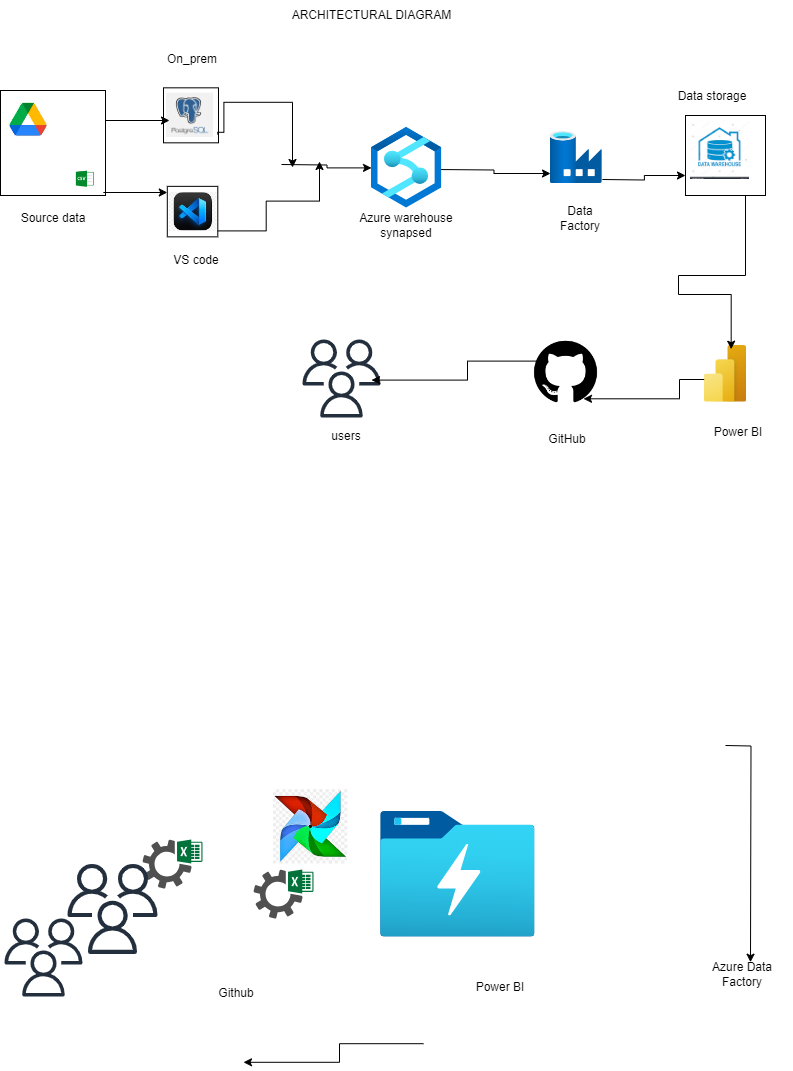 ARCHITECTURAL DIAGRAM
On_prem
PostgreSQL
Data storage
DATA WAREHOUSE
CSV
Source data
VS code
Azure warehouse
synapsed
Data
Factory
users
GitHub
Power BI
X
X
Github
Power BI
Azure Data
Factory